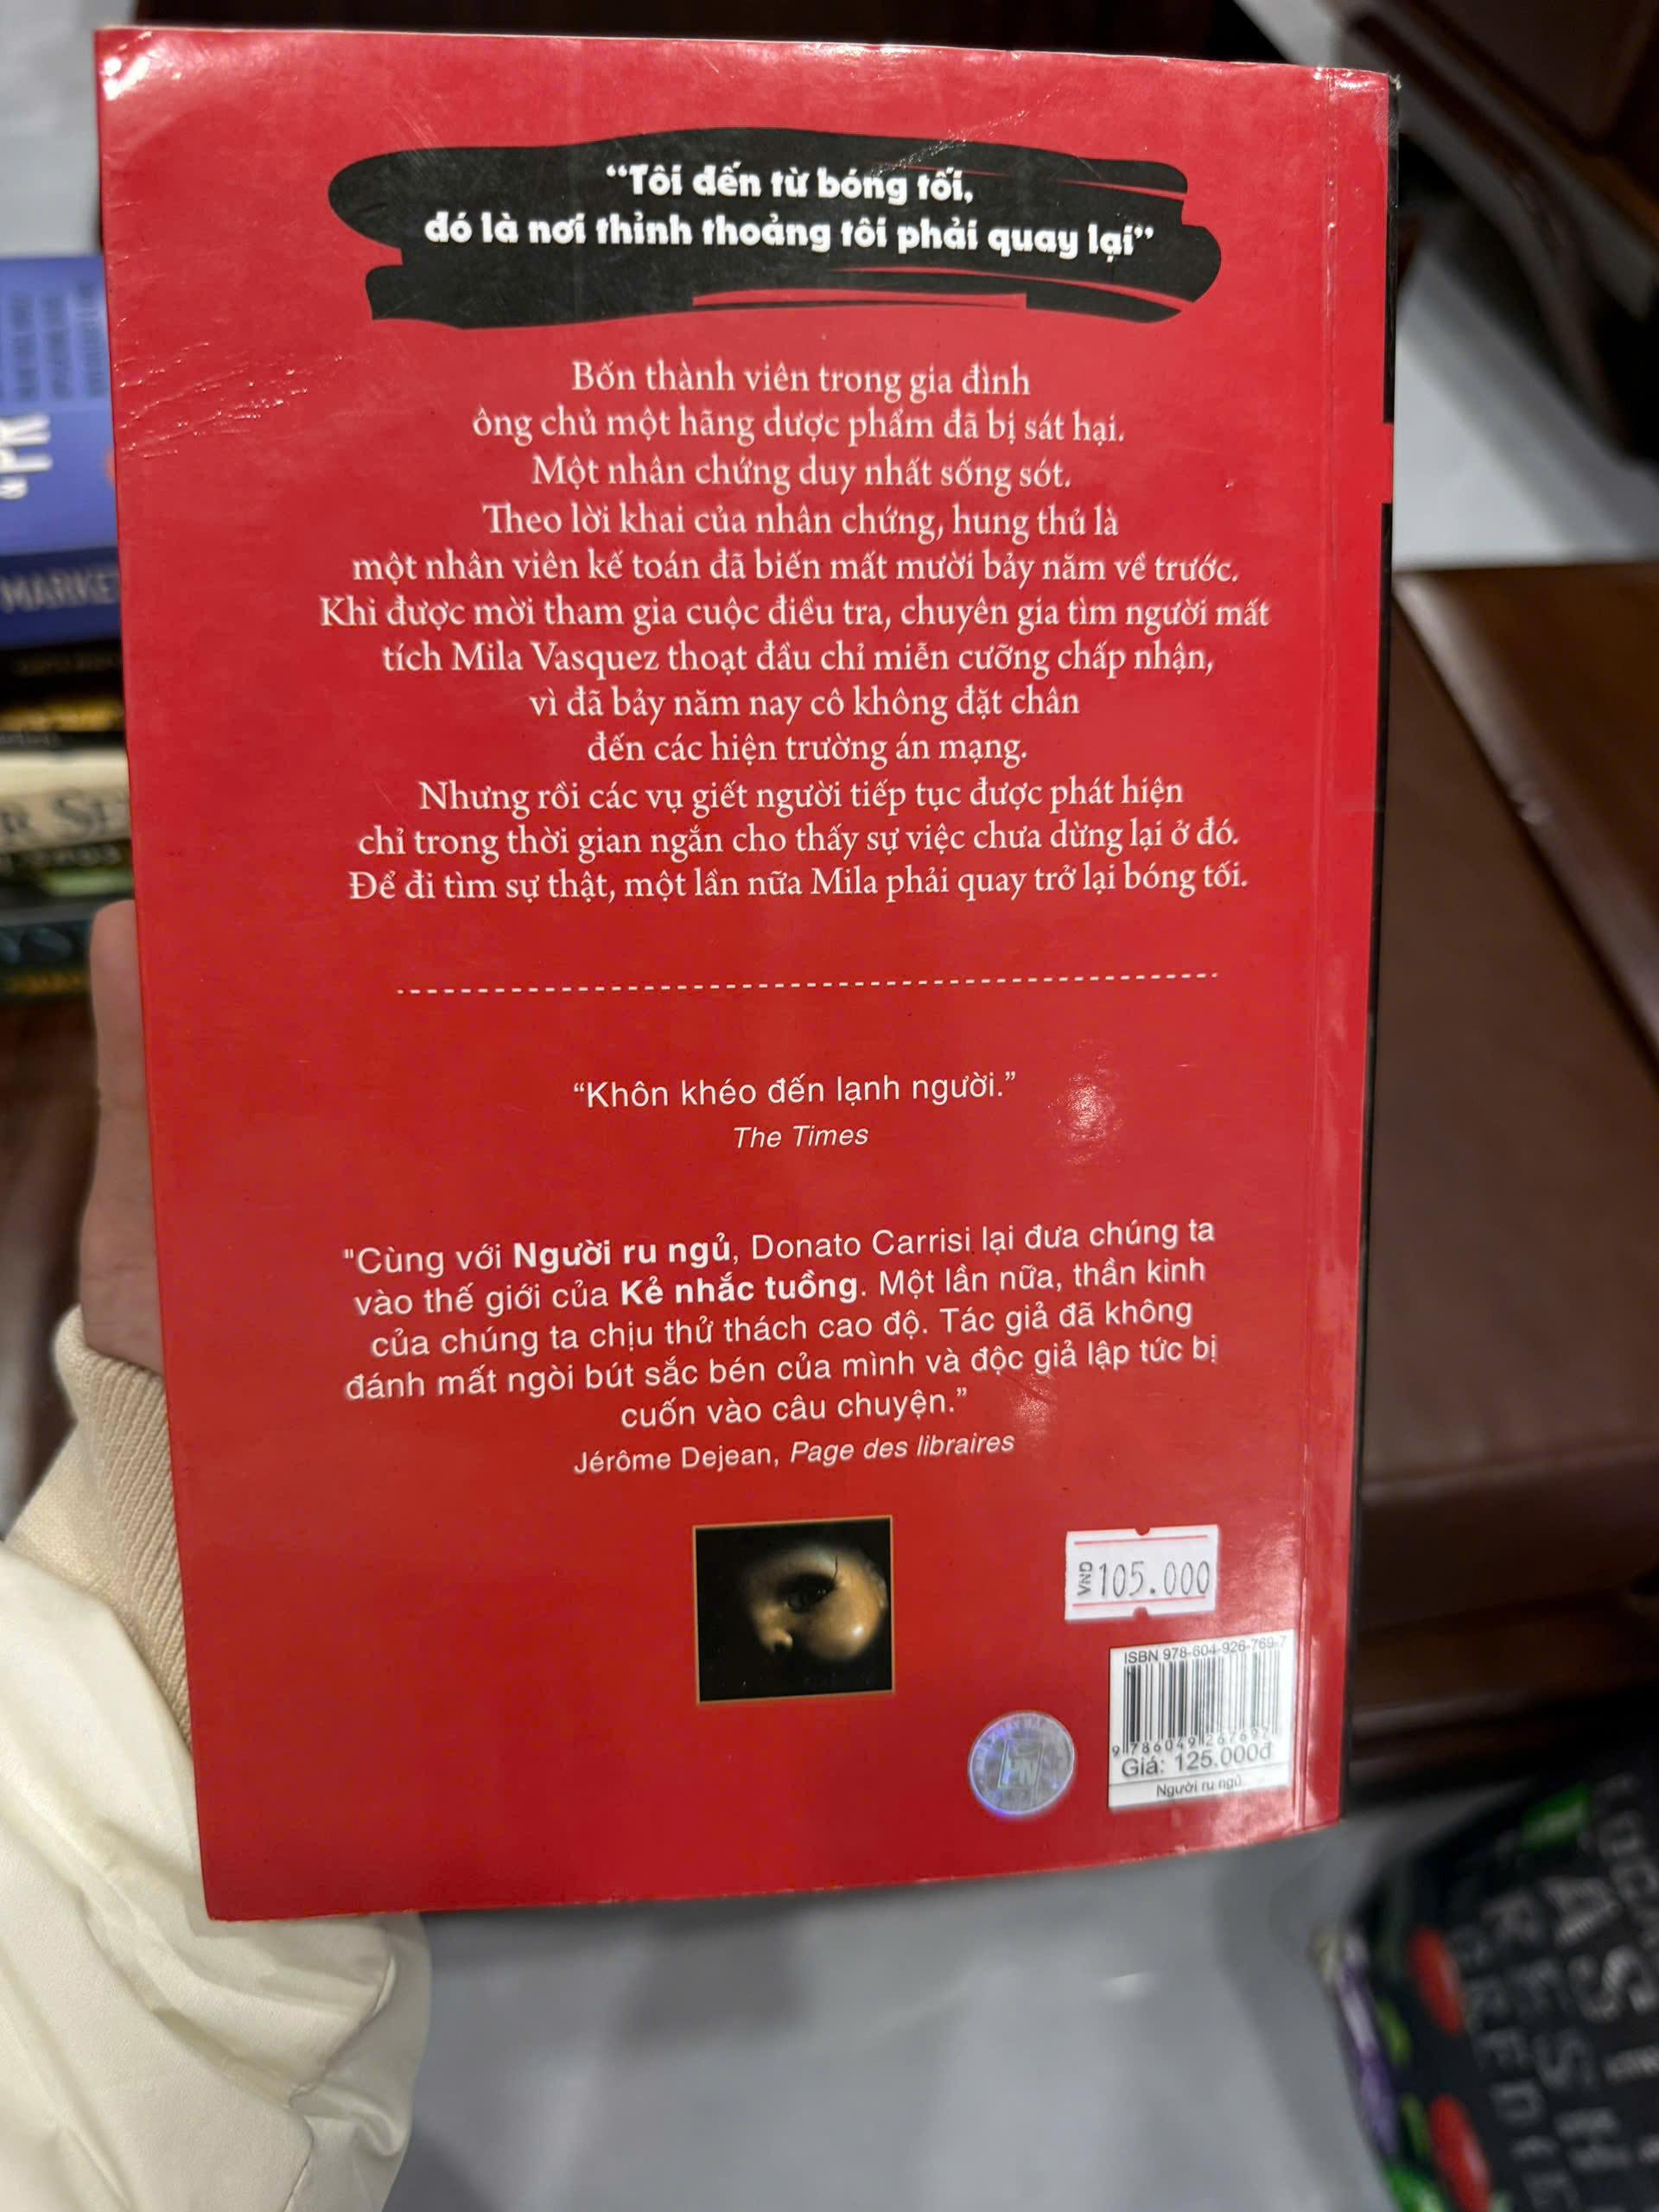 “Tôi đến từ bóng tối,
đó là nơi thỉnh thoảng tôi phải quay lại”
Bốn thành viên trong gia đình
ông chủ một hãng dược phẩm đã bị sát hại.
Một nhân chứng duy nhất sống sót.
Theo lời khai của nhân chứng, hung thủ là
một nhân viên kế toán đã biến mất mười bảy năm về trước.
Khi được mời tham gia cuộc điều tra, chuyên gia tìm người mất
tích Mila Vasquez thoạt đầu chỉ miễn cưỡng chấp nhận,
vì đã bảy năm nay cô không đặt chân
đến các hiện trường án mạng.
Nhưng rồi các vụ giết người tiếp tục được phát hiện
chỉ trong thời gian ngắn cho thấy sự việc chưa dừng lại ở đó.
Để đi tìm sự thật, một lần nữa Mila phải quay trở lại bóng tối.
“Khôn khéo đến lạnh người.”
The Times
"Cùng với Người ru ngủ, Donato Carrisi lại đưa chúng ta
vào thế giới của Kẻ nhắc tuồng. Một lần nữa, thần kinh
của chúng ta chịu thử thách cao độ. Tác giả đã không
đánh mất ngòi bút sắc bén của mình và độc giả lập tức bị
cuốn vào câu chuyện.”
Jérôme Dejean, Page des libraires
VND 105.000
ISBN 978-604-926-769-7
9 786049 267697
Giá: 125.000đ
Người ru ngủ
PN
PR
MARKE